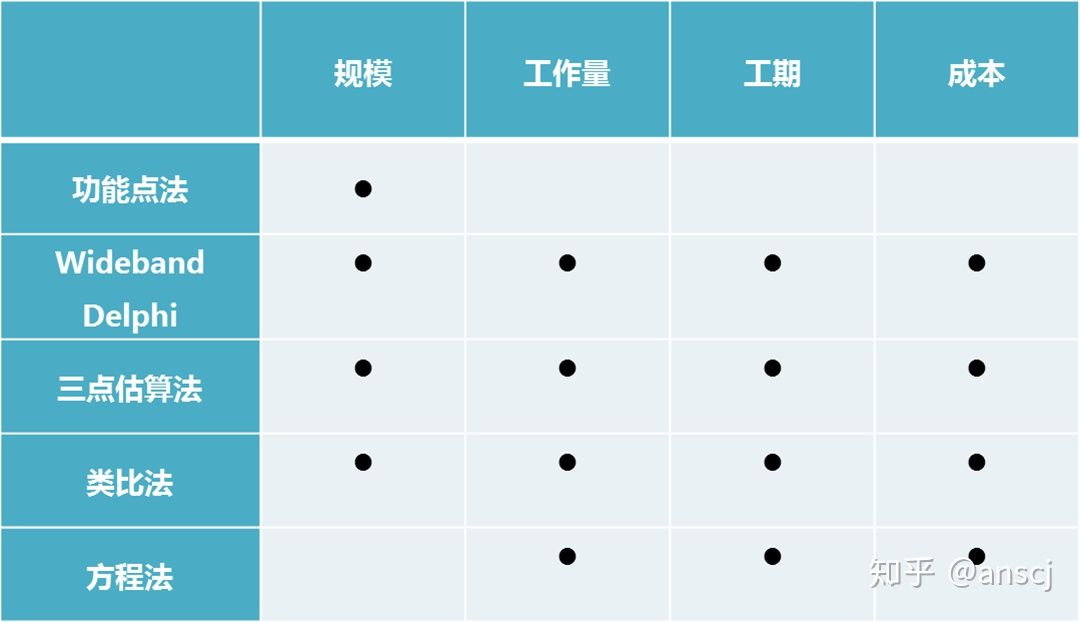 规模 工作量 工期 成本
功能点法 ●
Wideband ● ● ● ●
Delphi
三点估算法 ● ● ● ●
类比法 ● ● ● ●
方程法 ● ● ●
知乎 @anscj